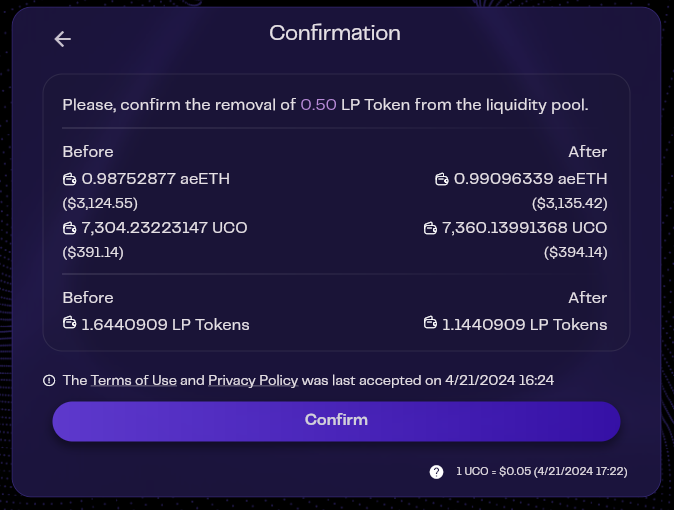 Confirmation
Please, confirm the removal of 0.50 LP Token from the liquidity pool.
Before After
0.98752877 aeETH 0.99096339 aeETH
($3,124.55) ($3,135.42)
7,304.23223147 UCO 7,360.13991368 UCO
($391.14) ($394.14)
Before After
1.6440909 LP Tokens 1.1440909 LP Tokens
The Terms of Use and Privacy Policy was last accepted on 4/21/2024 16:24
Confirm
1 UCO = $0.05 (4/21/2024 17:22)